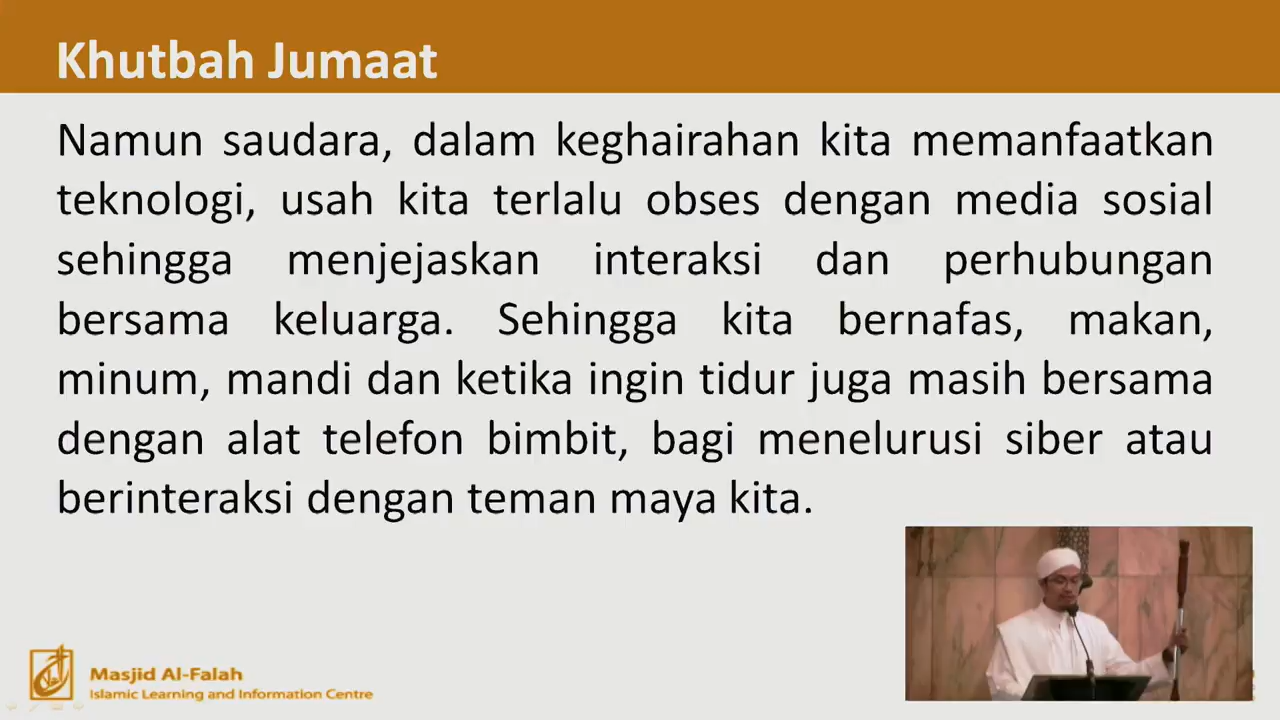 Khutbah Jumaat
Namun saudara, dalam keghairahan kita memanfaatkan
teknologi, usah kita terlalu obses dengan media sosial
sehingga menjejaskan interaksi dan perhubungan
bersama keluarga. Sehingga kita bernafas, makan,
minum, mandi dan ketika ingin tidur juga masih bersama
dengan alat telefon bimbit, bagi menelurusi siber atau
berinteraksi dengan teman maya kita.
Masjid Al-Falah
Islamic Learning and Information Centre